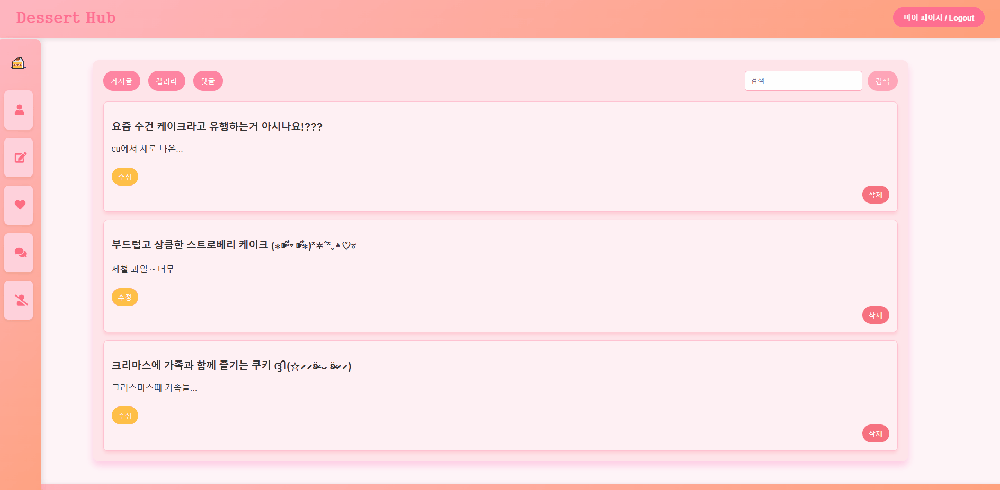 Dessert Hub
마이 페이지 / Logout
게시글 갤러리 댓글 검색 검색
요즘 수건 케이크라고 유행하는거 아시나요!???
cu에서 새로 나온...
수정
삭제
부드럽고 상큼한 스트로베리 케이크
제철 과일 ~ 너무...
수정
삭제
크리마스에 가족과 함께 즐기는 쿠키
크리스마스때 가족들...
수정
삭제